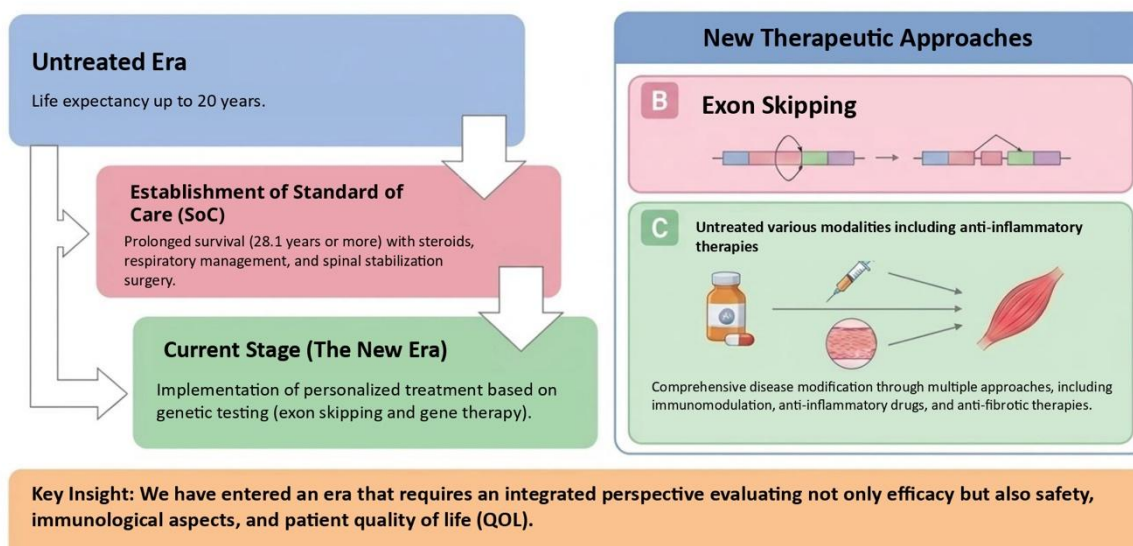 Untreated Era
Life expectancy up to 20 years.
Establishment of Standard of
Care (SoC)
Prolonged survival (28.1 years or more) with steroids,
respiratory management, and spinal stabilization
surgery.
Current Stage (The New Era)
Implementation of personalized treatment based on
genetic testing (exon skipping and gene therapy).
New Therapeutic Approaches
B
Exon Skipping
C
Untreated various modalities including anti-inflammatory
therapies
Comprehensive disease modification through multiple approaches, including
immunomodulation, anti-inflammatory drugs, and anti-fibrotic therapies.
Key Insight: We have entered an era that requires an integrated perspective evaluating not only efficacy but also safety,
immunological aspects, and patient quality of life (QOL).